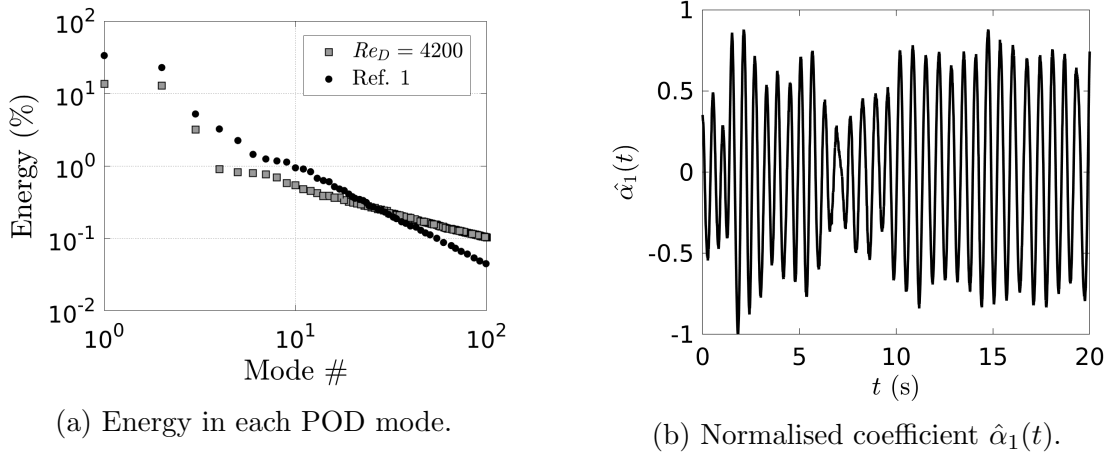 10^2
10^1
10^0
10^-1
10^-2
Energy (%)
Re_D = 4200
Ref. 1
10^0 10^1 10^2
Mode #
(a) Energy in each POD mode.
1
0.5
0
-0.5
-1
α̂_1(t)
0 5 10 15 20
t (s)
(b) Normalised coefficient α̂_1(t).